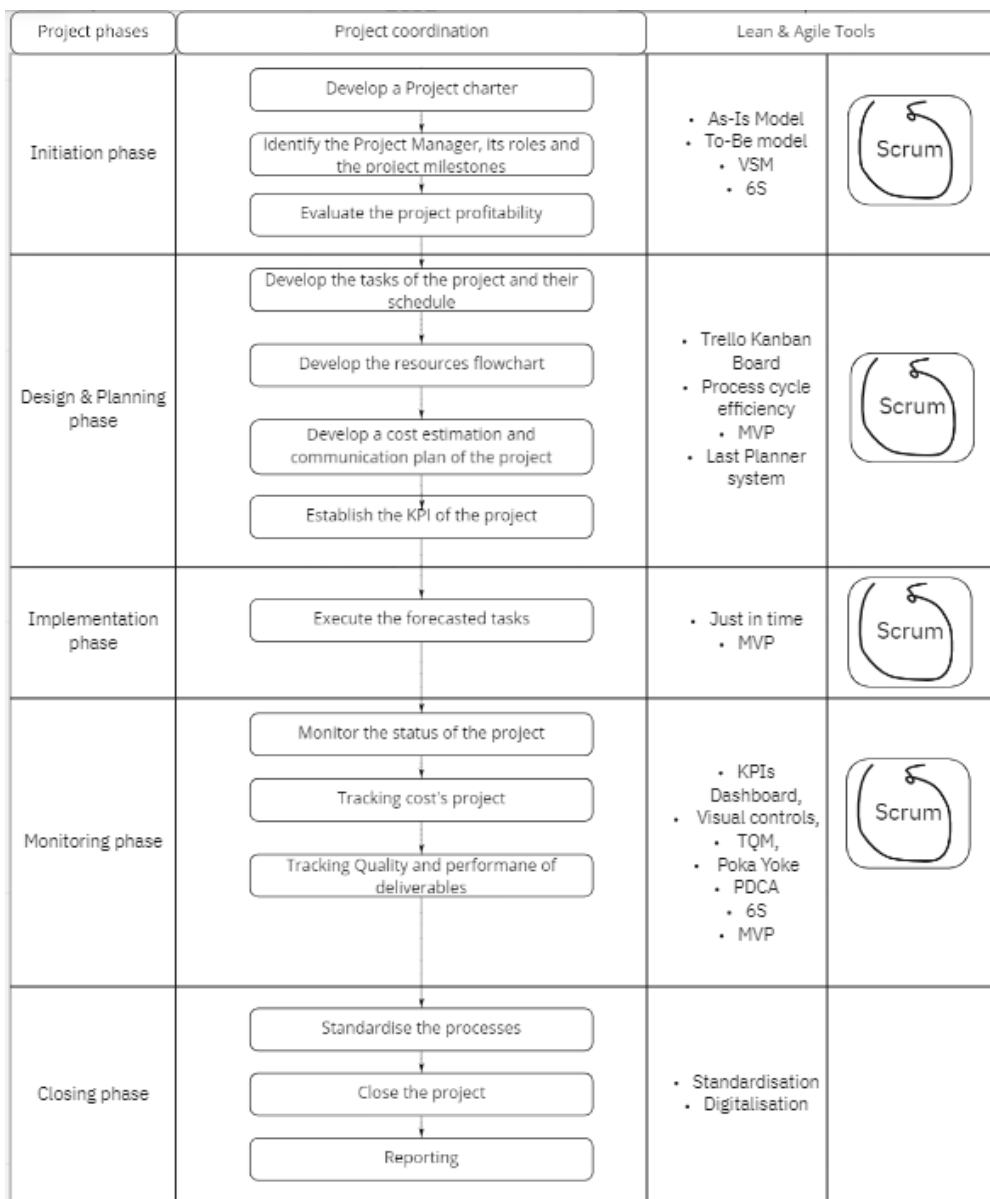 Project phases
Project coordination
Lean & Agile Tools
Initiation phase
Develop a Project charter
Identify the Project Manager, its roles and
the project milestones
Evaluate the project profitability
• As-Is Model
• To-Be model
• VSM
• 6S
Scrum
Design & Planning
phase
Develop the tasks of the project and their
schedule
Develop the resources flowchart
Develop a cost estimation and
communication plan of the project
Establish the KPI of the project
• Trello Kanban
Board
• Process cycle
efficiency
• MVP
• Last Planner
system
Scrum
Implementation
phase
Execute the forecasted tasks
• Just in time
• MVP
Scrum
Monitoring phase
Monitor the status of the project
Tracking cost's project
Tracking Quality and performane of
deliverables
• KPIs
Dashboard,
• Visual controls,
• TQM,
• Poka Yoke
• PDCA
• 6S
• MVP
Scrum
Closing phase
Standardise the processes
Close the project
Reporting
• Standardisation
• Digitalisation